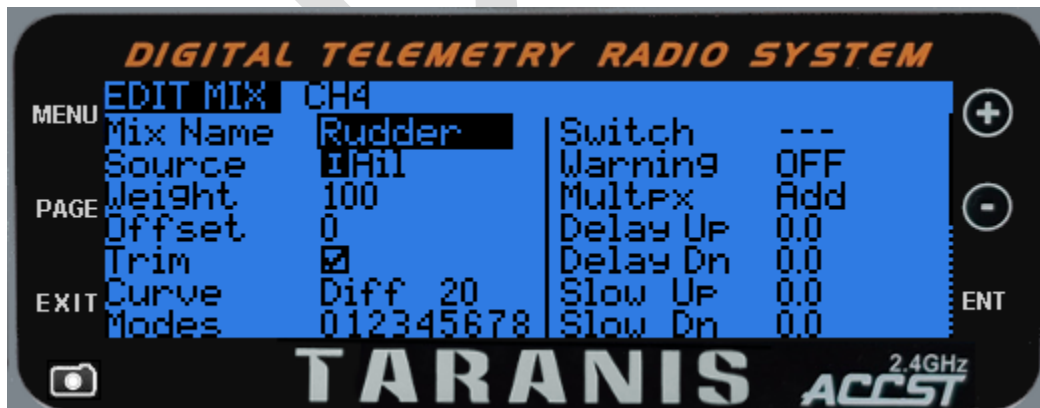 DIGITAL TELEMETRY RADIO SYSTEM
MENU
PAGE
EXIT
EDIT MIX CH4
Mix Name Rudder
Source IAil
Weight 100
Offset 0
Trim
Curve Diff 20
Modes 012345678
Switch ---
Warning OFF
Multpx Add
Delay Up 0.0
Delay Dn 0.0
Slow Up 0.0
Slow Dn 0.0
+
-
ENT
TARANIS
2.4GHz
ACCST